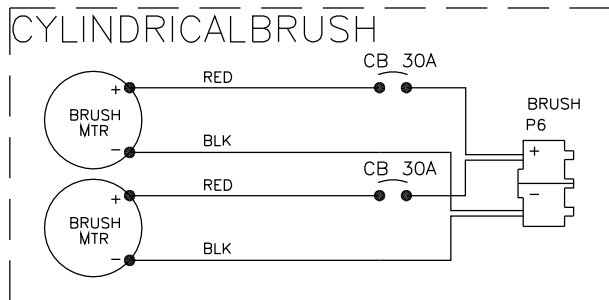 CYLINDRICALBRUSH
CB 30A
RED
+
BRUSH
MTR
-
BLK
BRUSH
P6
+
-
CB 30A
RED
+
BRUSH
MTR
-
BLK